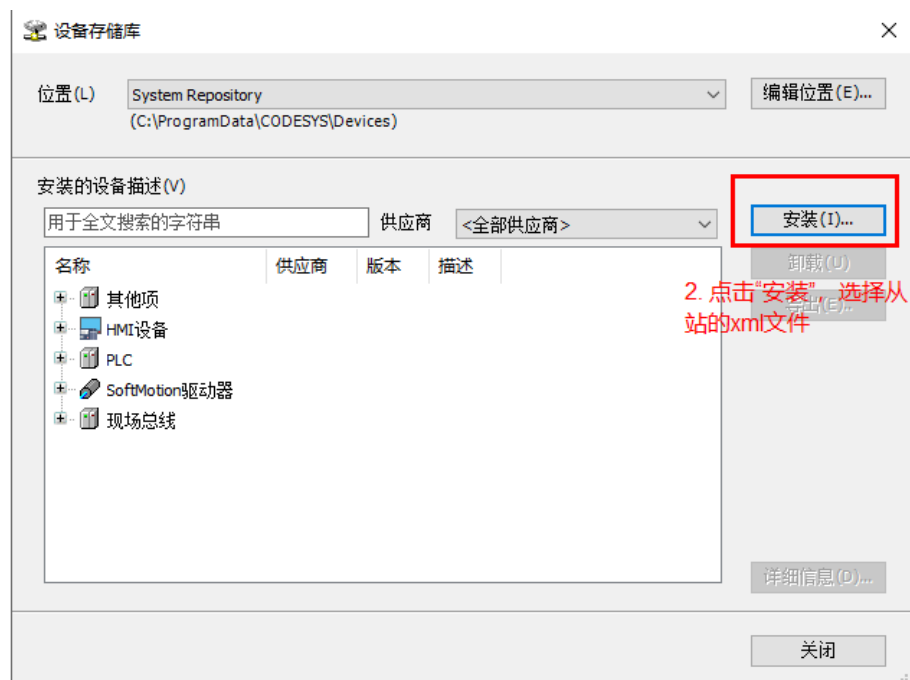 设备存储库
位置(L)
System Repository
编辑位置(E)...
(C:\ProgramData\CODESYS\Devices)
安装的设备描述(V)
用于全文搜索的字符串
供应商
<全部供应商>
安装(I)...
名称
供应商
版本
描述
卸载(U)
其他项
2. 点击“安装”，选择从
导出(E)...
HMI设备
站的xml文件
PLC
SoftMotion驱动器
现场总线
详细信息(D)...
关闭